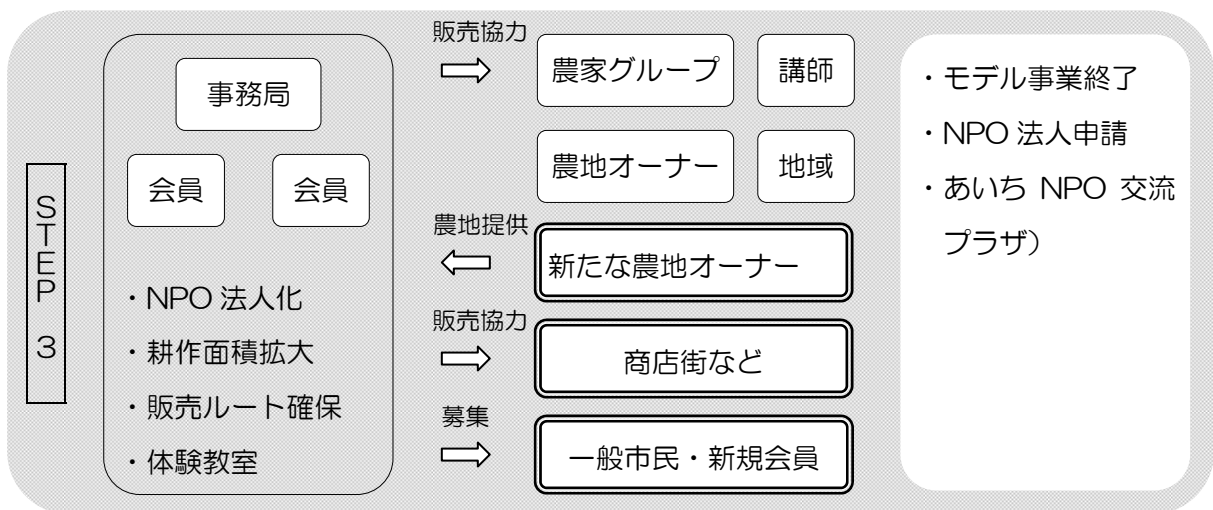 STEP 3
事務局
会員
会員
・NPO 法人化
・耕作面積拡大
・販売ルート確保
・体験教室
販売協力
農家グループ
講師
農地オーナー
地域
農地提供
新たな農地オーナー
販売協力
商店街など
募集
一般市民・新規会員
・モデル事業終了
・NPO 法人申請
・あいち NPO 交流
プラザ）